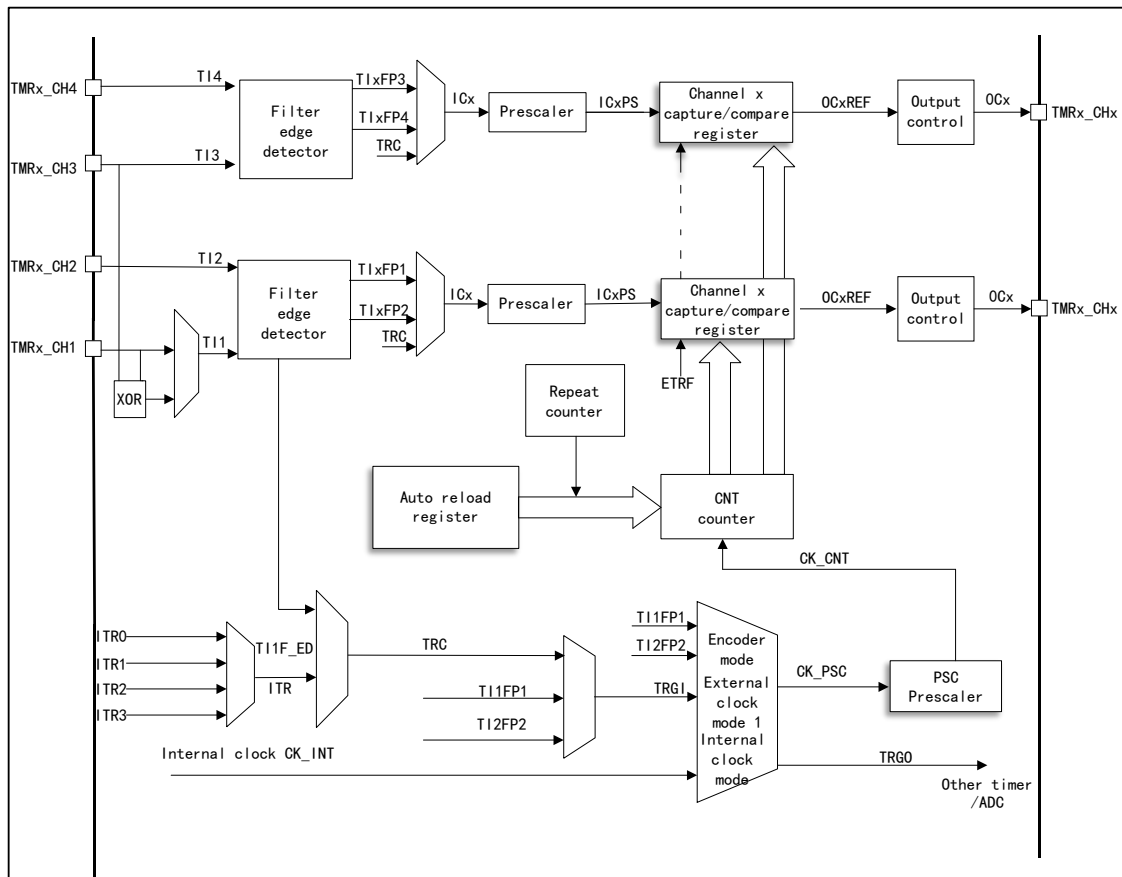 TMRx_CH4
TI4
Filter
edge
detector
TIxFP3
TIxFP4
TRC
ICx
Prescaler
ICxPS
Channel x
capture/compare
register
OCxREF
Output
control
OCx
TMRx_CHx
TMRx_CH3
TI3
TMRx_CH2
TI2
Filter
edge
detector
TIxFP1
TIxFP2
TRC
ICx
Prescaler
ICxPS
Channel x
capture/compare
register
OCxREF
Output
control
OCx
TMRx_CHx
TMRx_CH1
TI1
XOR
ETRF
Repeat
counter
Auto reload
register
CNT
counter
CK_CNT
ITR0
ITR1
ITR2
ITR3
TI1F_ED
ITR
TRC
TI1FP1
TI2FP2
TRGI
TI1FP1
TI2FP2
Encoder
mode
External
clock
mode 1
Internal
clock
mode
CK_PSC
PSC
Prescaler
Internal clock CK_INT
TRGO
Other timer
/ADC